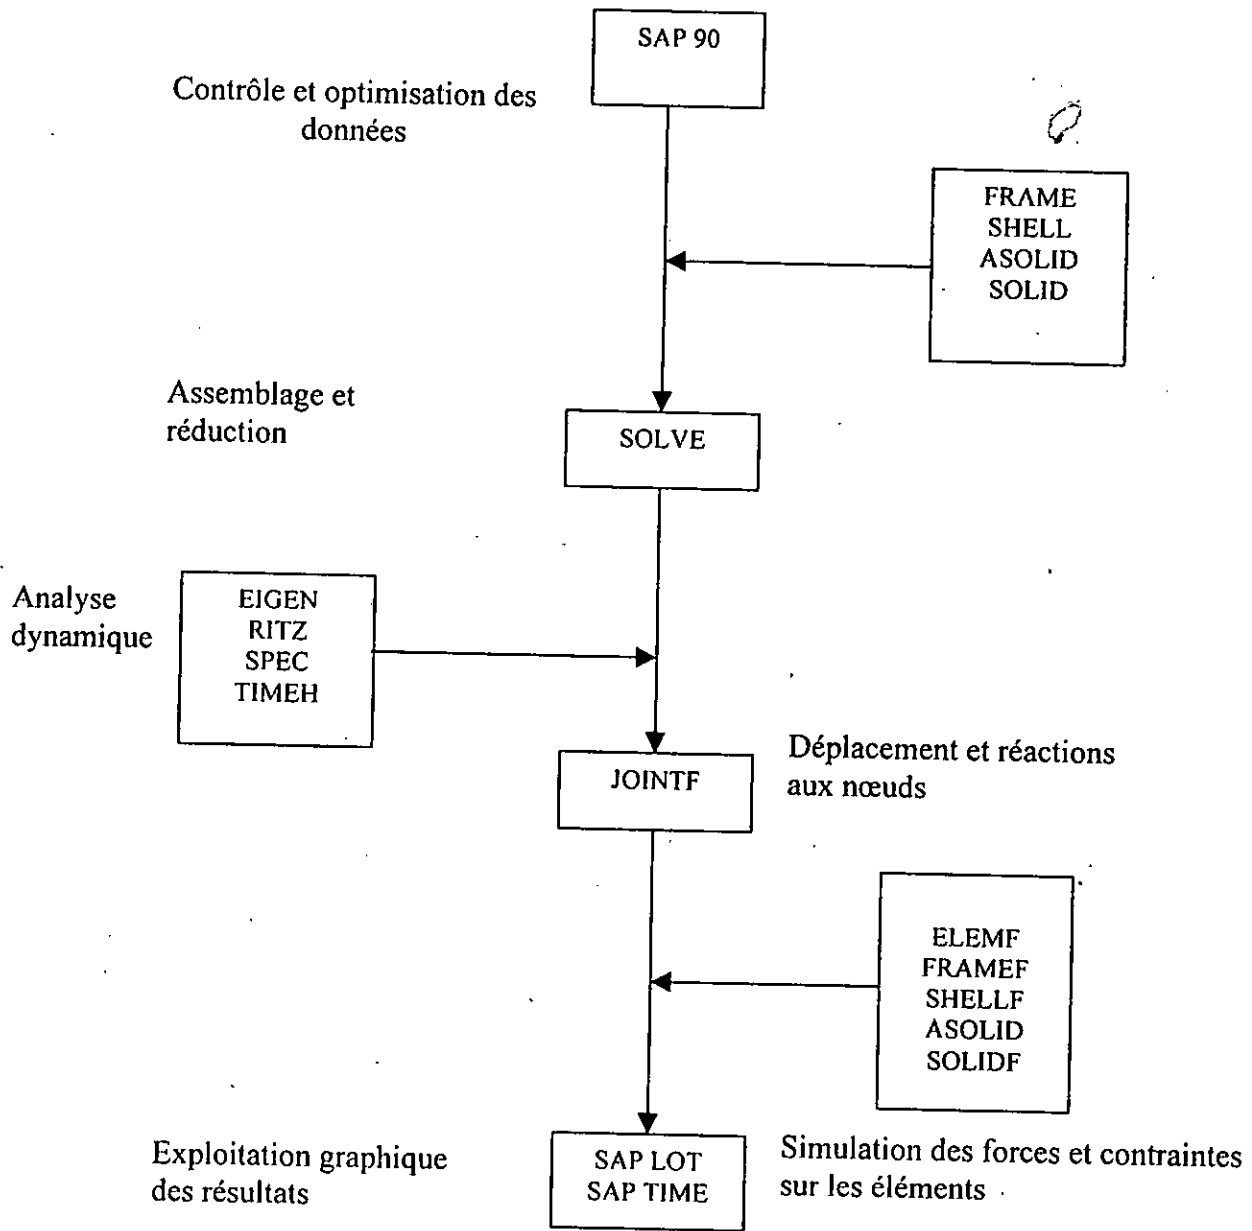 SAP 90
Contrôle et optimisation des
données
FRAME
SHELL
ASOLID
SOLID
Assemblage et
réduction
SOLVE
Analyse
dynamique
EIGEN
RITZ
SPEC
TIMEH
JOINTF
Déplacement et réactions
aux nœuds
ELEMF
FRAMEF
SHELLF
ASOLID
SOLIDF
Exploitation graphique
des résultats
SAP LOT
SAP TIME
Simulation des forces et contraintes
sur les éléments